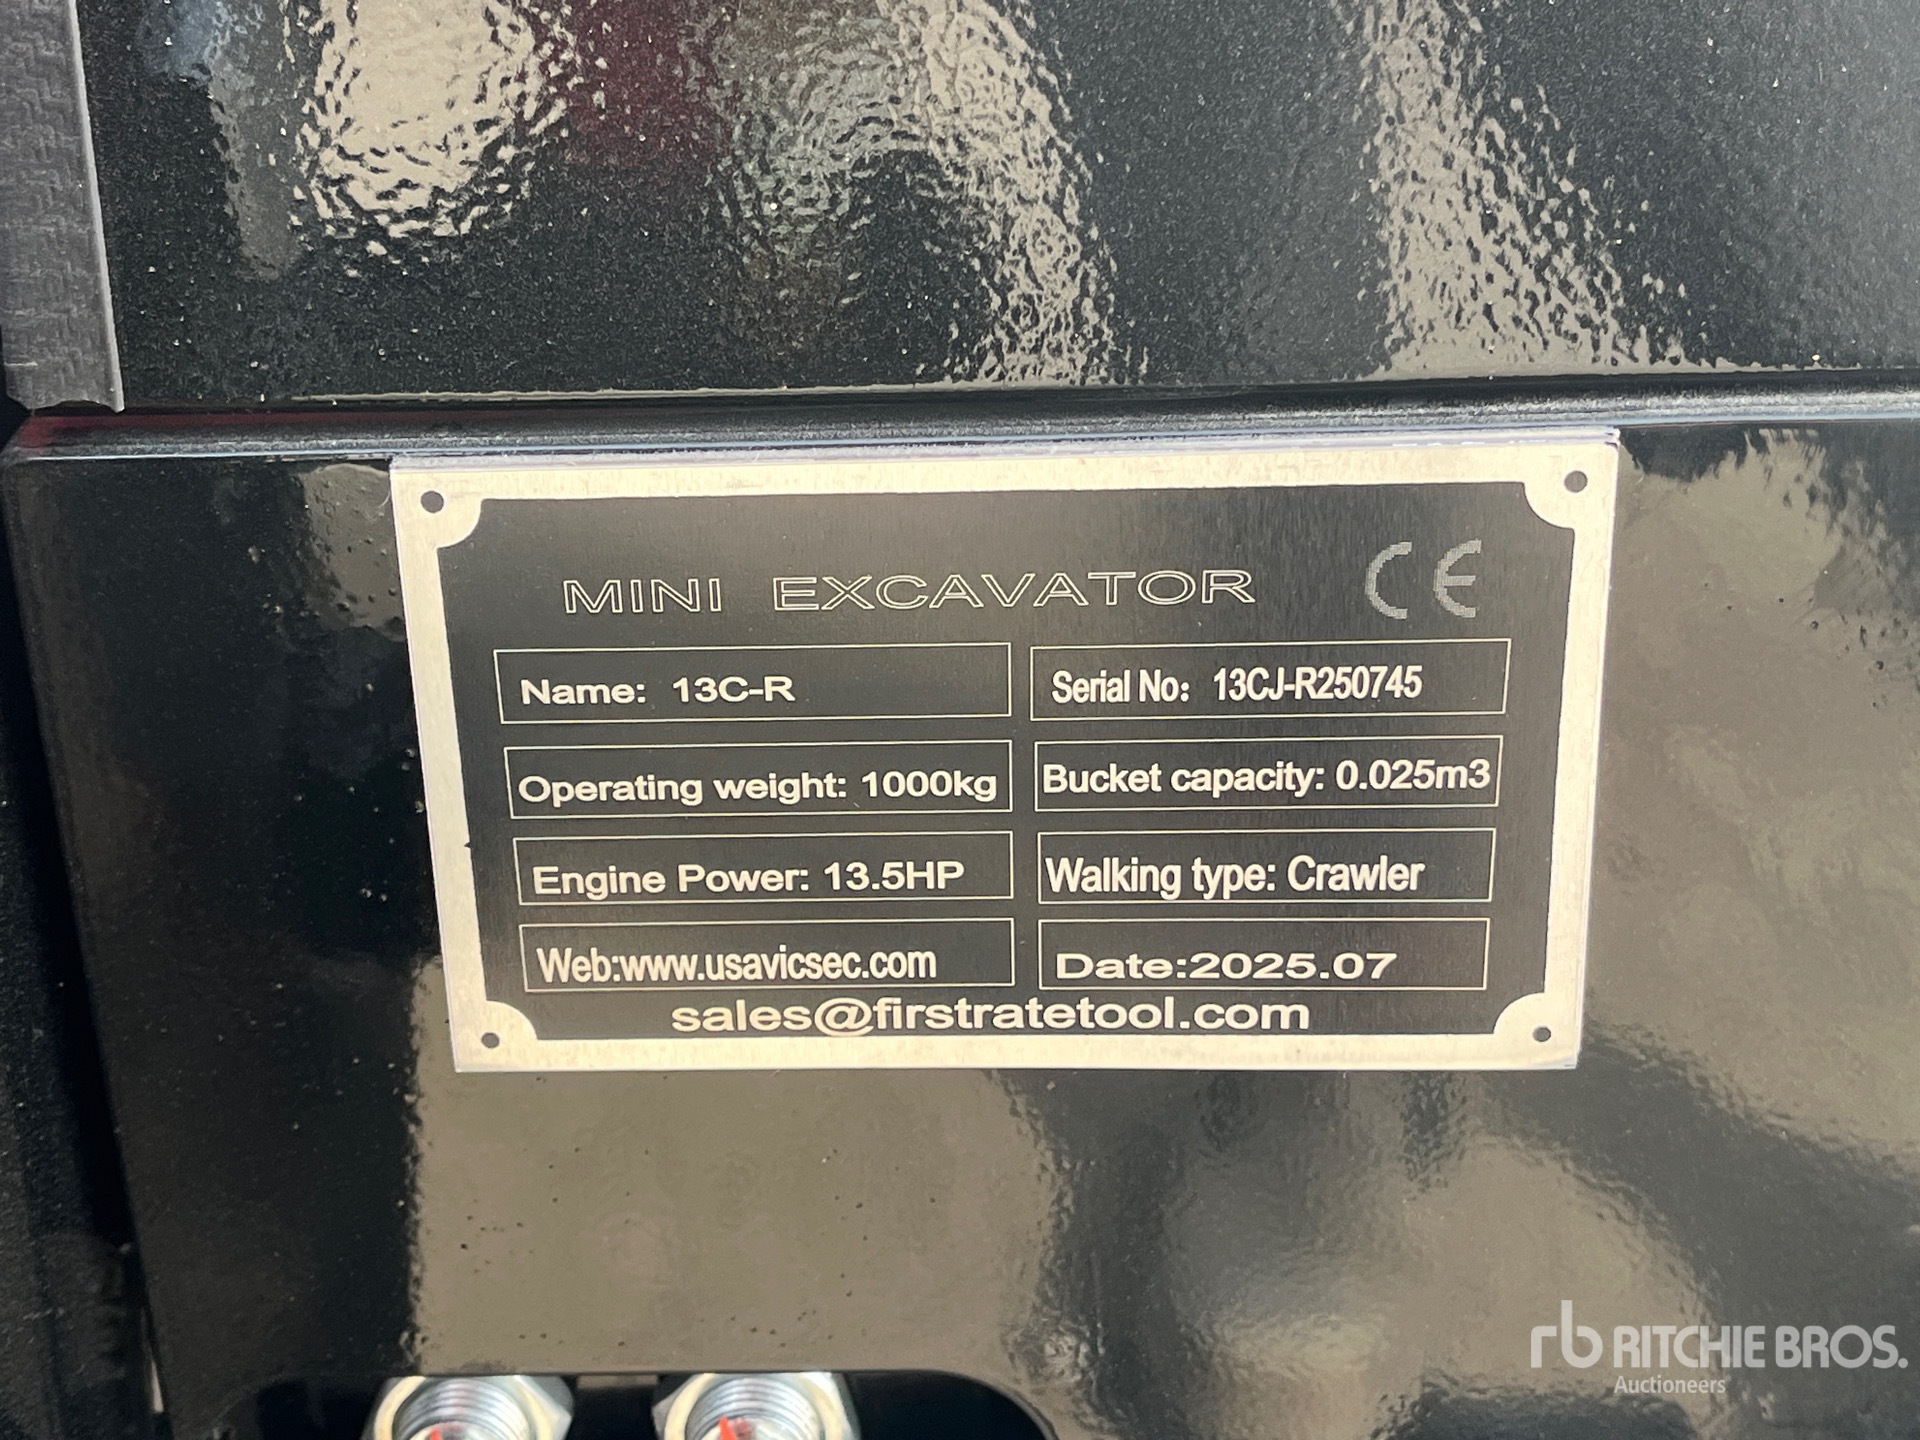 MINI EXCAVATOR CE
Name: 13C-R
Serial No: 13CJ-R250745
Operating weight: 1000kg
Bucket capacity: 0.025m3
Engine Power: 13.5HP
Walking type: Crawler
Web:www.usavicsec.com
Date:2025.07
sales@firstratetool.com
rb RITCHIE BROS.
Auctioneers